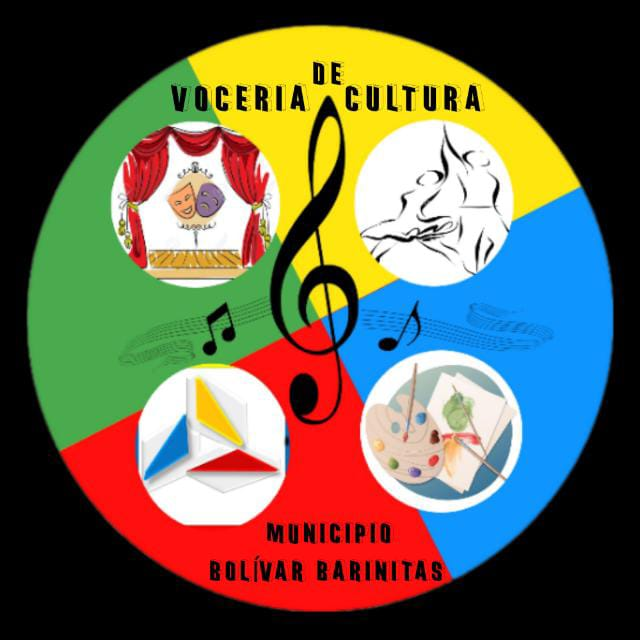 DE
VOCERIA CULTURA
MUNICIPIO
BOLÍVAR BARINITAS